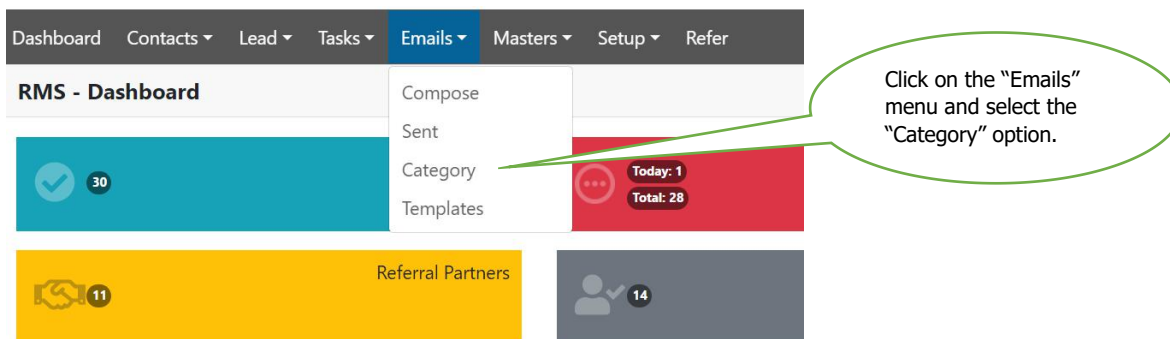 Dashboard Contacts Lead Tasks Emails Masters Setup Refer
RMS - Dashboard
Compose
Sent
Category
Templates
30
Today: 1
Total: 28
Referral Partners
11
14
Click on the “Emails”
menu and select the
“Category” option.